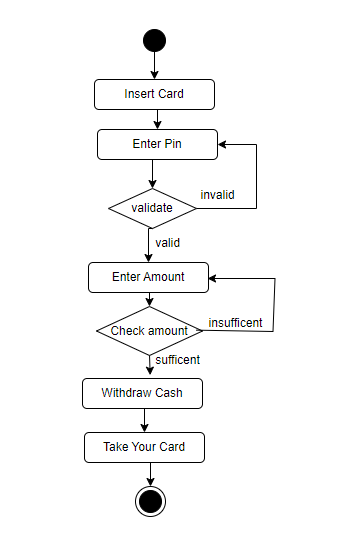 Insert Card
Enter Pin
invalid
validate
valid
Enter Amount
insufficent
Check amount
sufficent
Withdraw Cash
Take Your Card